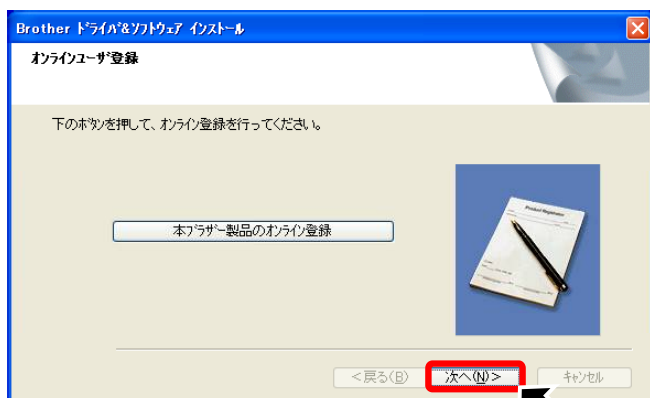 Brother ﾄﾞﾗｲﾊﾞ&ｿﾌﾄｳｪｱ ｲﾝｽﾄｰﾙ
ｵﾝﾗｲﾝﾕｰｻﾞ登録
下のﾎﾞﾀﾝを押して、ｵﾝﾗｲﾝ登録を行ってください。
本ﾌﾞﾗｻﾞｰ製品のｵﾝﾗｲﾝ登録
Product Registration
<戻る(B)
次へ(N)>
ｷｬﾝｾﾙ